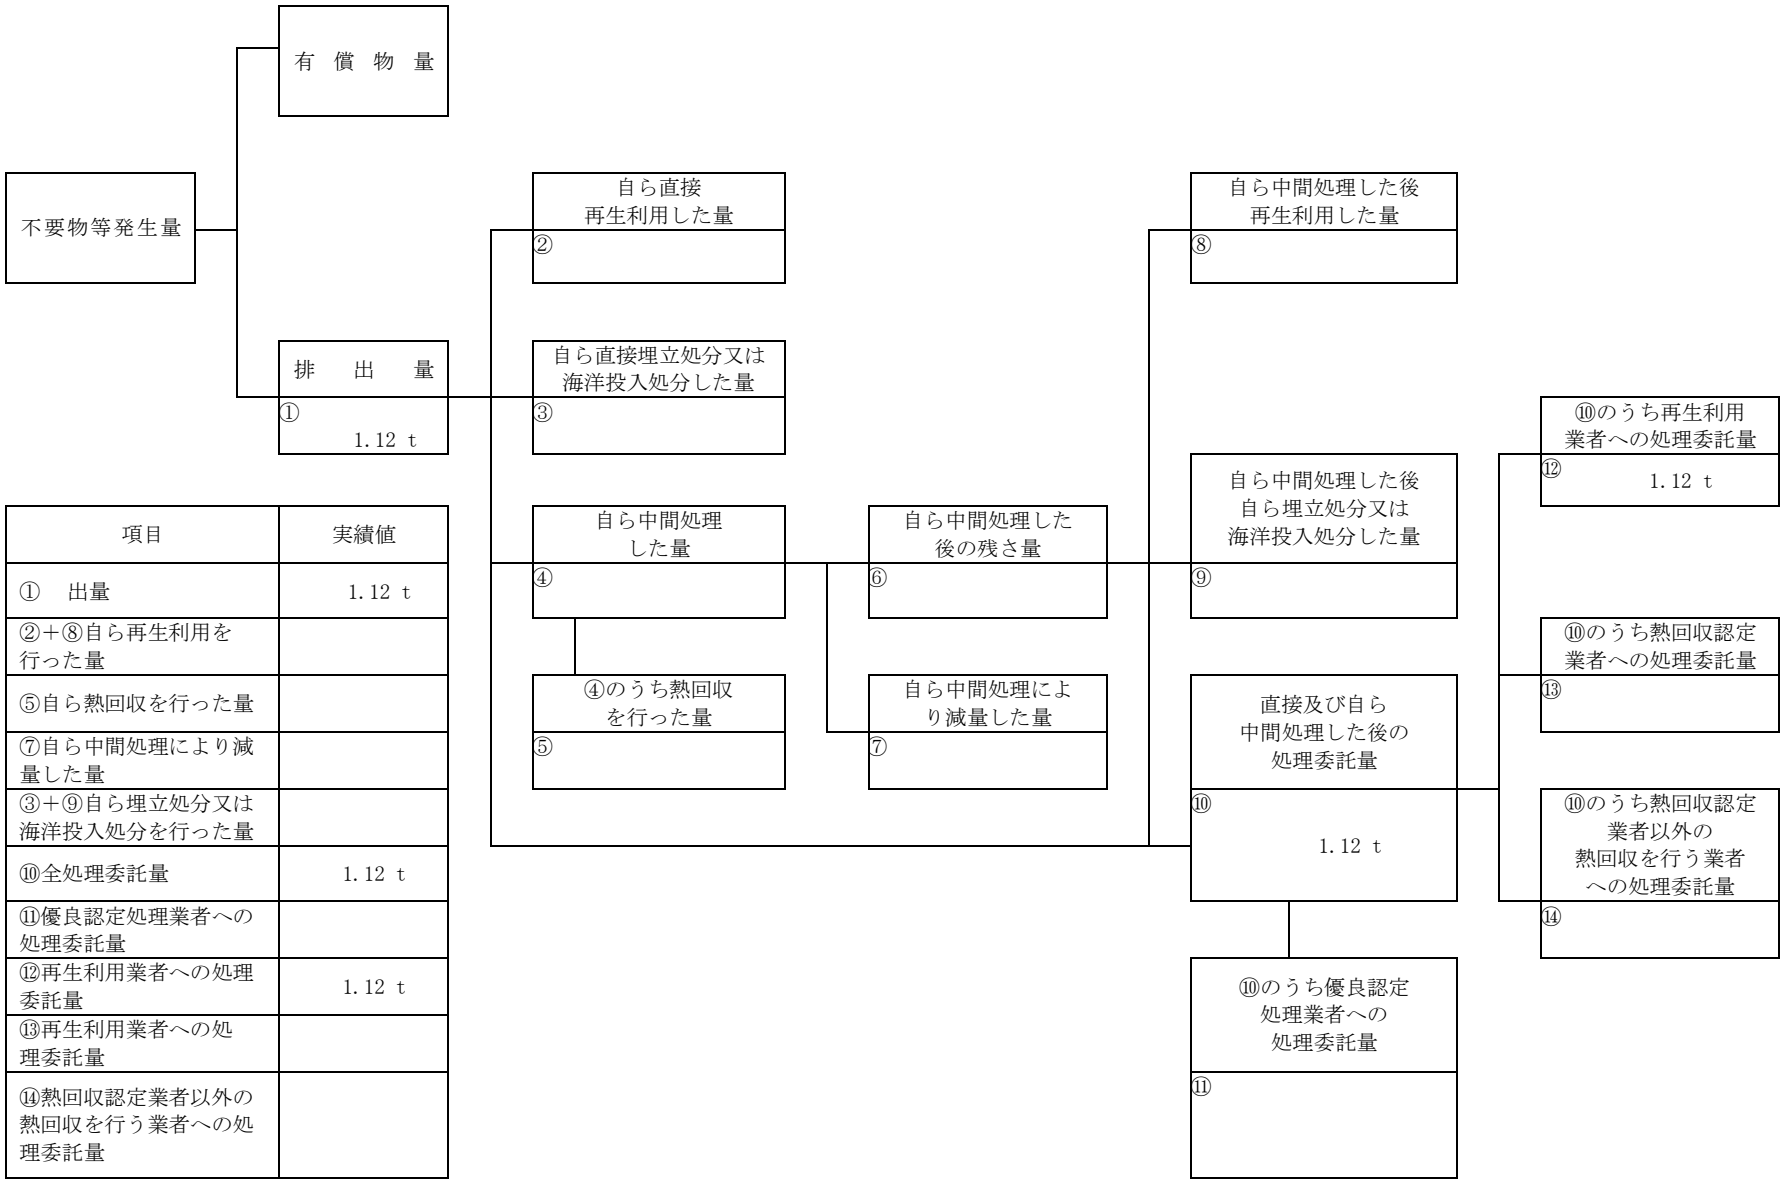 有償物量
不要物等発生量
自ら直接
再生利用した量
②
自ら中間処理した後
再生利用した量
⑧
排出量
①
1.12 t
自ら直接埋立処分又は
海洋投入処分した量
③
⑩のうち再生利用
業者への処理委託量
⑫
1.12 t
自ら中間処理した後
自ら埋立処分又は
海洋投入処分した量
⑨
自ら中間処理
した量
④
自ら中間処理した
後の残さ量
⑥
⑩のうち熱回収認定
業者への処理委託量
⑬
④のうち熱回収
を行った量
⑤
自ら中間処理によ
り減量した量
⑦
直接及び自ら
中間処理した後の
処理委託量
⑩
1.12 t
⑩のうち熱回収認定
業者以外の
熱回収を行う業者
への処理委託量
⑭
⑩のうち優良認定
処理業者への
処理委託量
⑪
項目 実績値
① 出量 1.12 t
②＋⑧自ら再生利用を
行った量
⑤自ら熱回収を行った量
⑦自ら中間処理により減
量した量
③＋⑨自ら埋立処分又は
海洋投入処分を行った量
⑩全処理委託量 1.12 t
⑪優良認定処理業者への
処理委託量
⑫再生利用業者への処理
委託量
1.12 t
⑬再生利用業者への処
理委託量
⑭熱回収認定業者以外の
熱回収を行う業者への処
理委託量